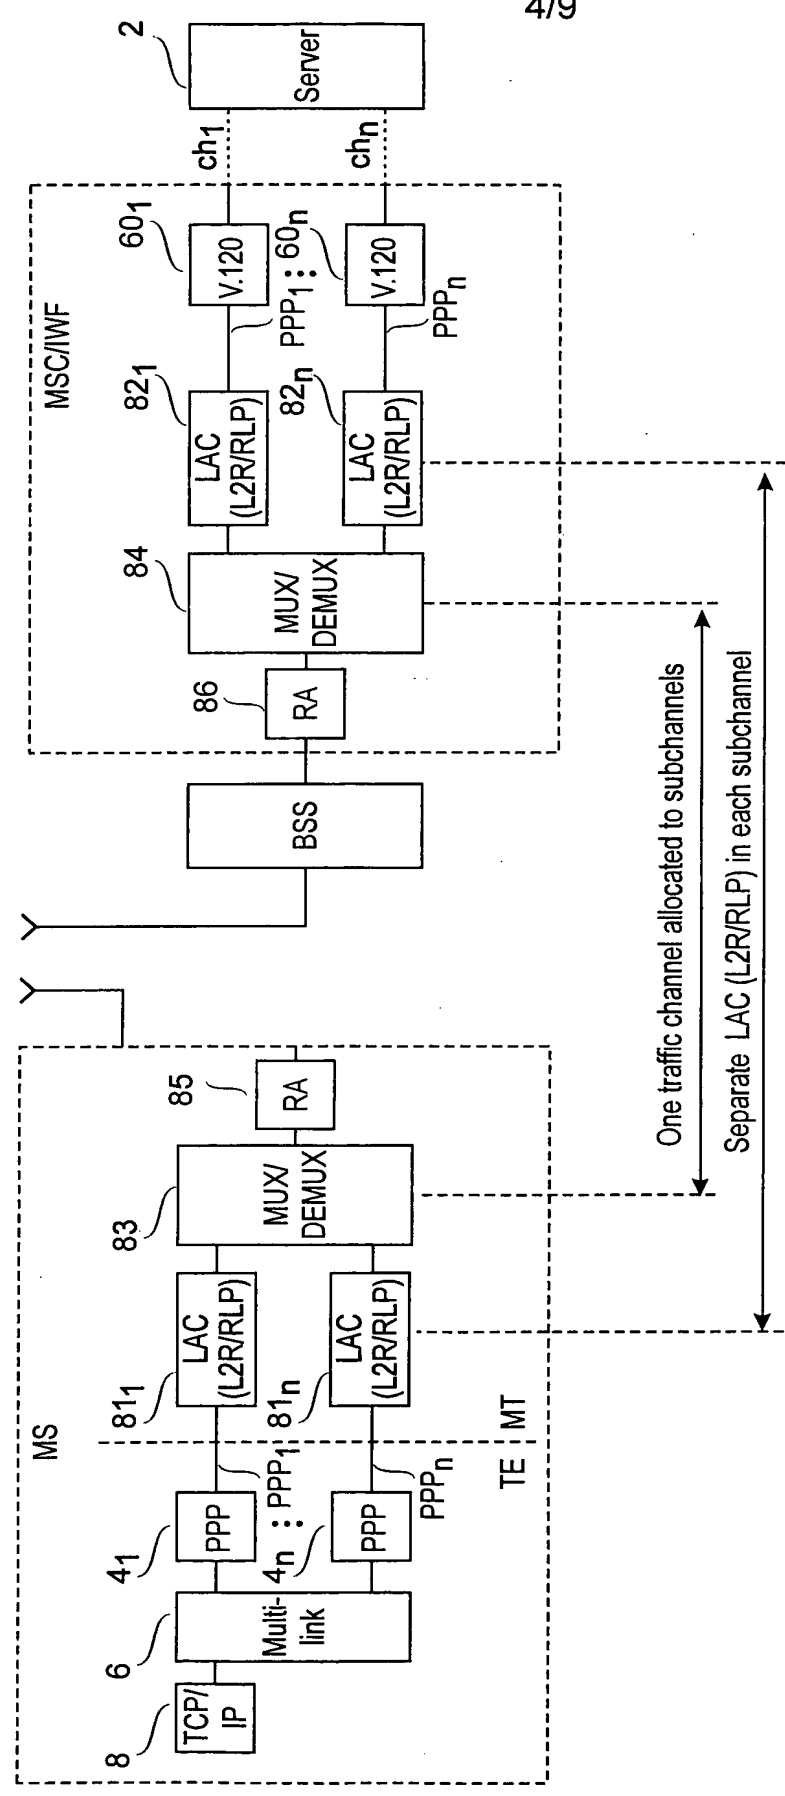 4/9
MS
8
TCP/
IP
6
Multi-
link
4₁
PPP
4ₙ
PPP
PPP₁
PPPₙ
TE
MT
81₁
LAC
(L2R/RLP)
81ₙ
LAC
(L2R/RLP)
83
MUX/
DEMUX
85
RA
BSS
MSC/IWF
86
RA
84
MUX/
DEMUX
82₁
LAC
(L2R/RLP)
82ₙ
LAC
(L2R/RLP)
PPP₁
PPPₙ
60₁
V.120
60ₙ
V.120
ch₁
chₙ
2
Server
One traffic channel allocated to subchannels
Separate LAC (L2R/RLP) in each subchannel